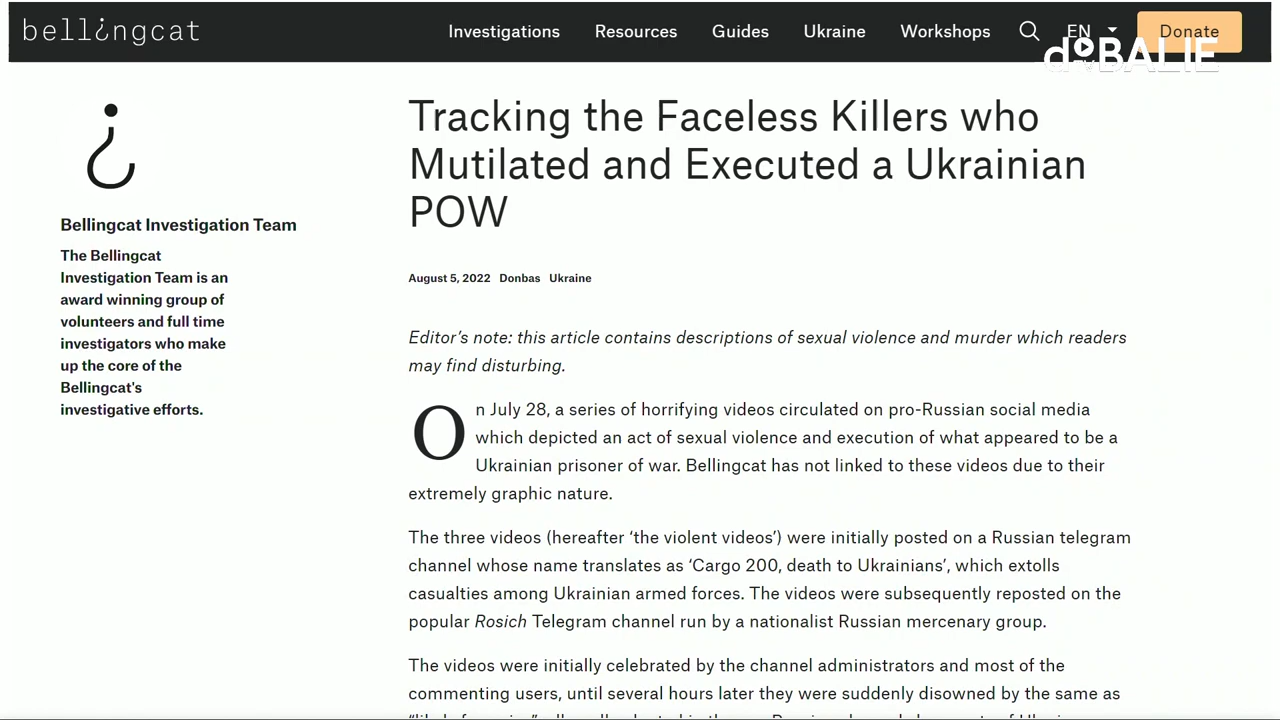 bellingcat
Investigations Resources Guides Ukraine Workshops EN Donate
deBALIE
TV
Tracking the Faceless Killers who
Mutilated and Executed a Ukrainian
POW
Bellingcat Investigation Team
The Bellingcat
Investigation Team is an
award winning group of
volunteers and full time
investigators who make
up the core of the
Bellingcat's
investigative efforts.
August 5, 2022 Donbas Ukraine
Editor’s note: this article contains descriptions of sexual violence and murder which readers
may find disturbing.
On July 28, a series of horrifying videos circulated on pro-Russian social media
which depicted an act of sexual violence and execution of what appeared to be a
Ukrainian prisoner of war. Bellingcat has not linked to these videos due to their
extremely graphic nature.
The three videos (hereafter ‘the violent videos’) were initially posted on a Russian telegram
channel whose name translates as ‘Cargo 200, death to Ukrainians’, which extolls
casualties among Ukrainian armed forces. The videos were subsequently reposted on the
popular Rosich Telegram channel run by a nationalist Russian mercenary group.
The videos were initially celebrated by the channel administrators and most of the
commenting users, until several hours later they were suddenly disowned by the same as